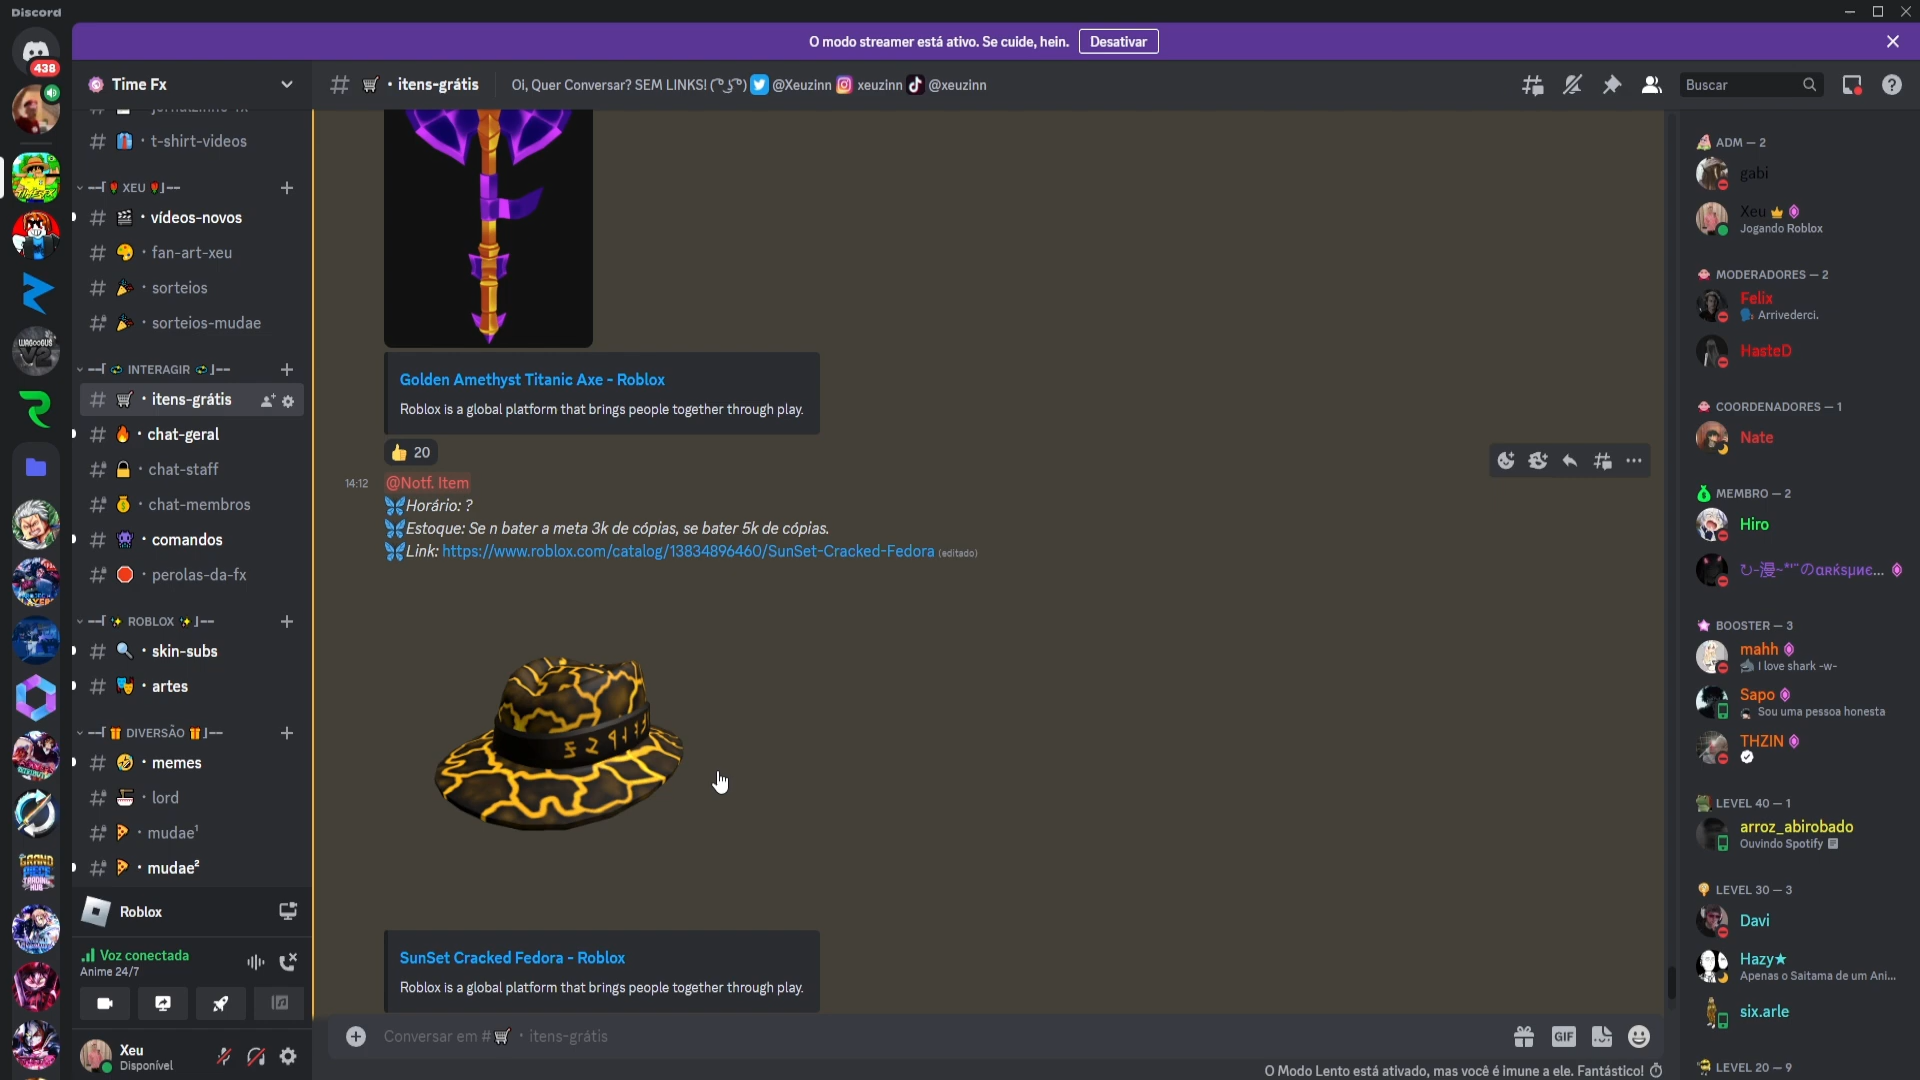 Discord
O modo streamer está ativo. Se cuide, hein. Desativar
438
Time Fx
• itens-grátis
OI, Quer Conversar? SEM LINKS! ( ͡° ͜ʖ ͡°) @Xeuzinn xeuzinn @xeuzinn
Buscar
• t-shirt-videos
XEU
• vídeos-novos
• fan-art-xeu
• sorteios
• sorteios-mudae
INTERAGIR
• itens-grátis
• chat-geral
• chat-staff
• chat-membros
• comandos
• perolas-da-fx
ROBLOX
• skin-subs
• artes
DIVERSÃO
• memes
• lord
• mudae¹
• mudae²
Roblox
Voz conectada
Anime 24/7
Xeu
Disponível
Golden Amethyst Titanic Axe - Roblox
Roblox is a global platform that brings people together through play.
20
14:12 @Notf. Item
Horário: ?
Estoque: Se n bater a meta 3k de cópias, se bater 5k de cópias.
Link: https://www.roblox.com/catalog/13834896460/SunSet-Cracked-Fedora (editado)
SunSet Cracked Fedora - Roblox
Roblox is a global platform that brings people together through play.
Conversar em # • itens-grátis
GIF
O Modo Lento está ativado, mas você é imune a ele. Fantástico!
ADM — 2
gabi
Xeu
Jogando Roblox
MODERADORES — 2
Felix
Arrivederci.
HasteD
COORDENADORES — 1
Nate
MEMBRO — 2
Hiro
BOOSTER — 3
mahh
I love shark -w-
Sapo
Sou uma pessoa honesta
THZIN
LEVEL 40 — 1
arroz_abirobado
Ouvindo Spotify
LEVEL 30 — 3
Davi
Hazy★
Apenas o Saitama de um Ani...
six.arle
LEVEL 20 — 9